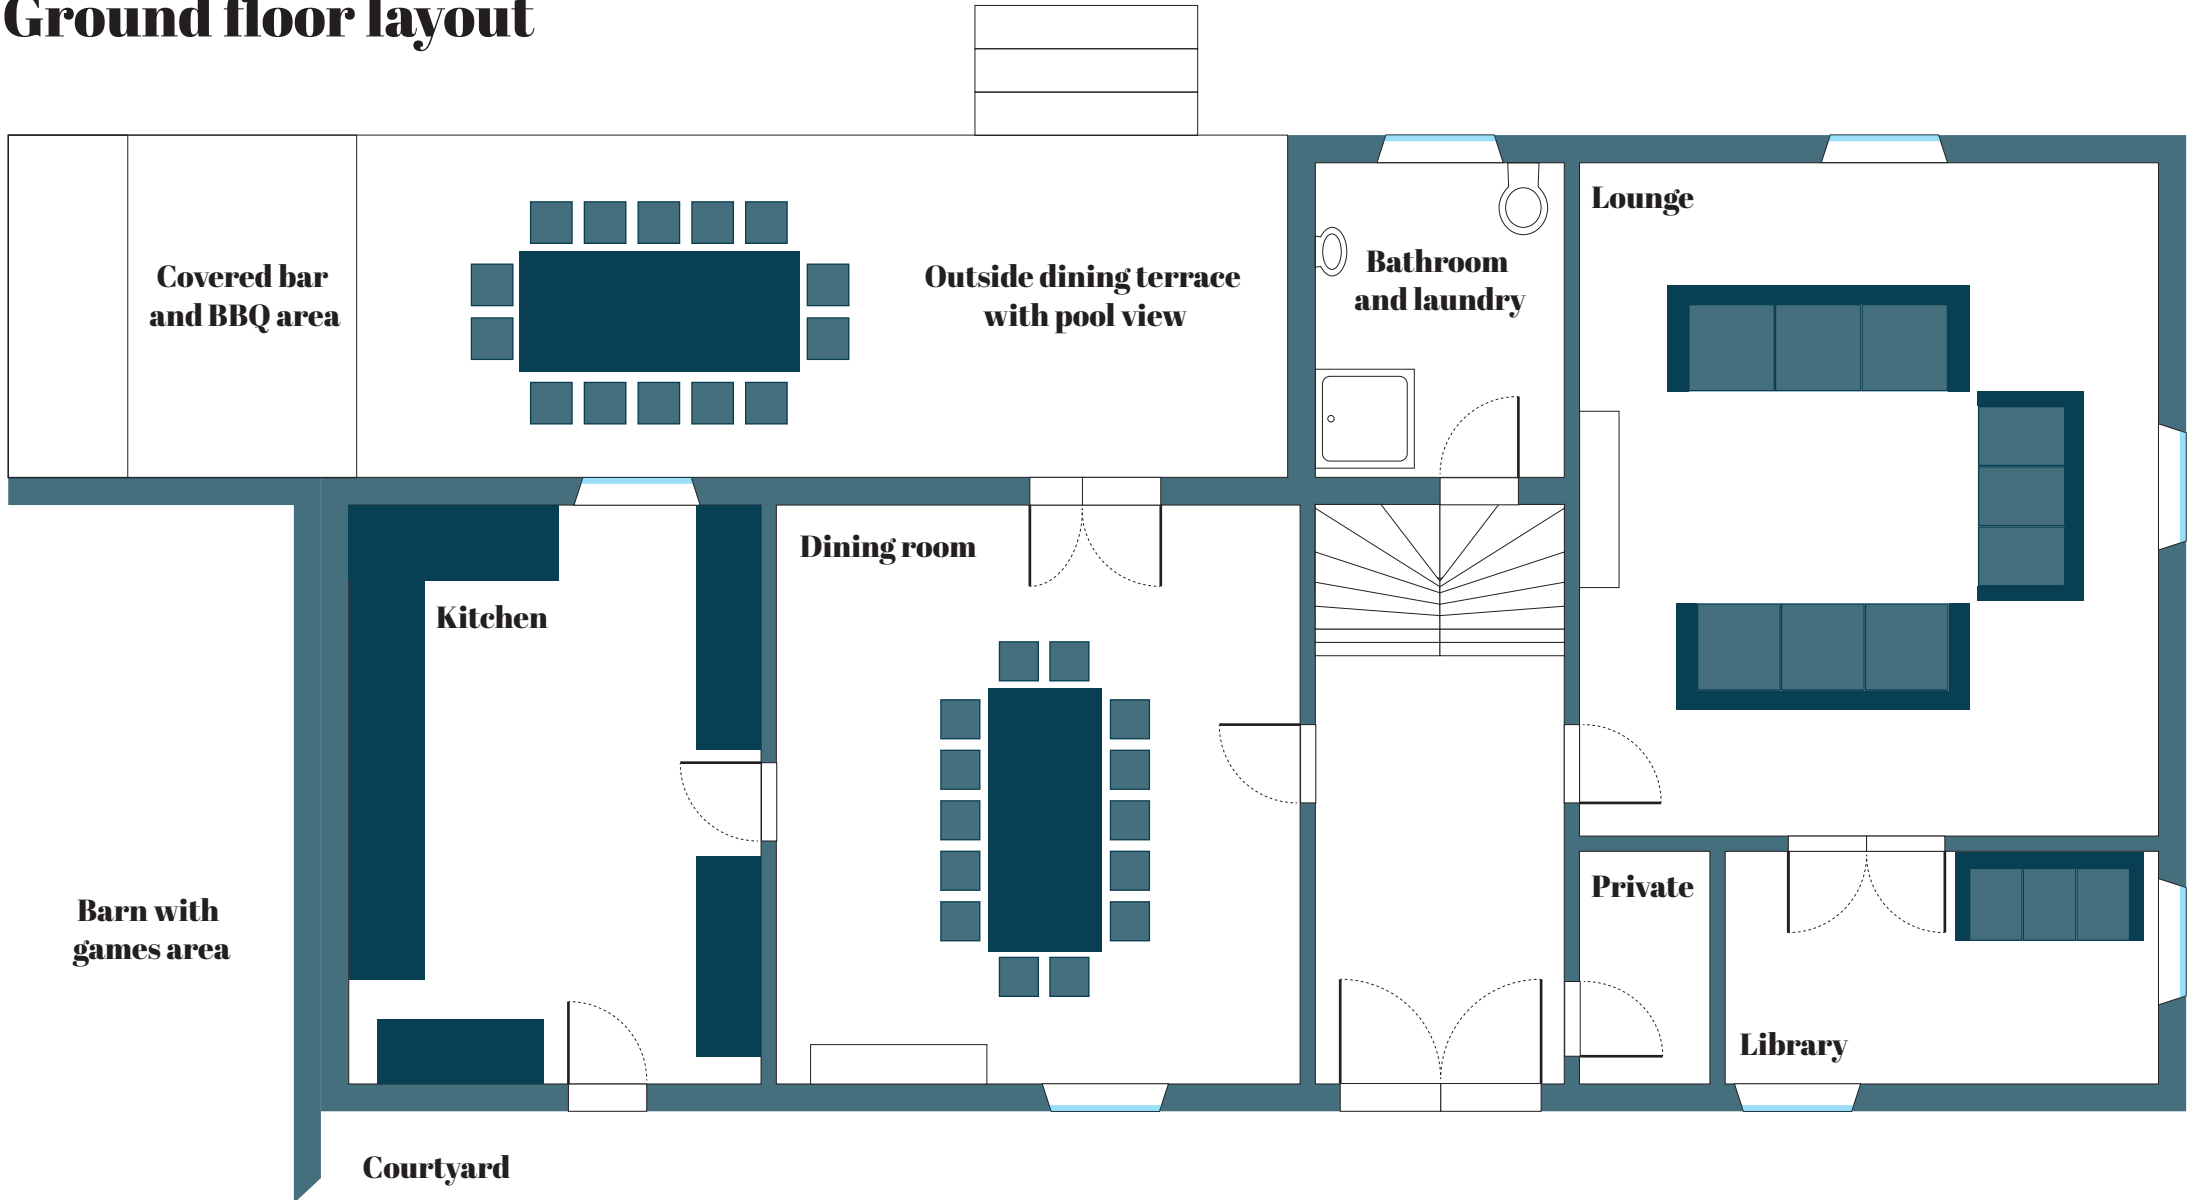 Ground floor layout
Covered bar
and BBQ area
Outside dining terrace
with pool view
Bathroom
and laundry
Lounge
Kitchen
Dining room
Barn with
games area
Private
Library
Courtyard